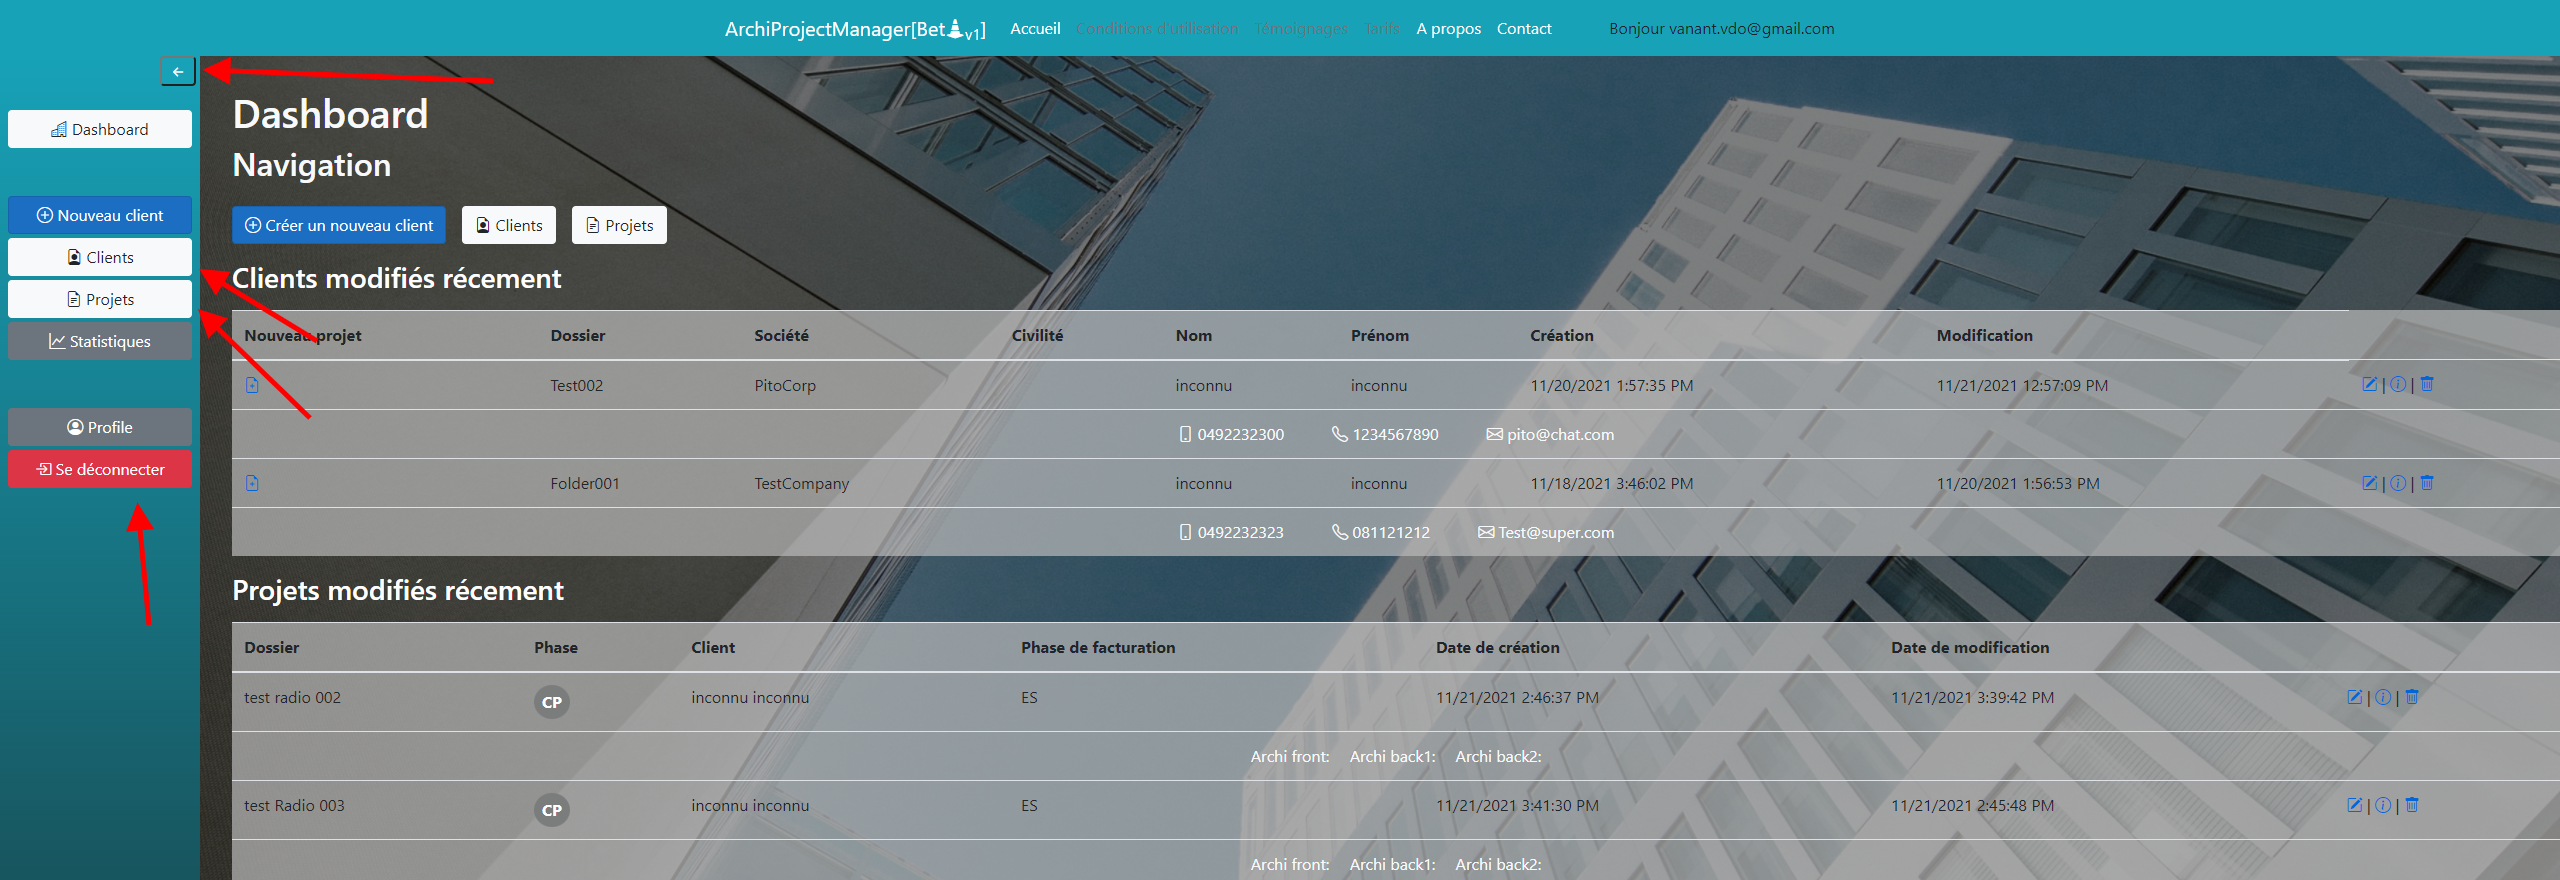 ArchiProjectManager[Bet v1] Accueil Conditions d'utilisation Témoignages Tarifs A propos Contact Bonjour vanant.vdo@gmail.com
Dashboard
Nouveau client
Clients
Projets
Statistiques
Profile
Se déconnecter
Dashboard
Navigation
Créer un nouveau client Clients Projets
Clients modifiés récement
Nouveau projet Dossier Société Civilité Nom Prénom Création Modification
Test002 PitoCorp inconnu inconnu 11/20/2021 1:57:35 PM 11/21/2021 12:57:09 PM | |
0492232300 1234567890 pito@chat.com
Folder001 TestCompany inconnu inconnu 11/18/2021 3:46:02 PM 11/20/2021 1:56:53 PM | |
0492232323 081121212 Test@super.com
Projets modifiés récement
Dossier Phase Client Phase de facturation Date de création Date de modification
test radio 002 CP inconnu inconnu ES 11/21/2021 2:46:37 PM 11/21/2021 3:39:42 PM | |
Archi front: Archi back1: Archi back2:
test Radio 003 CP inconnu inconnu ES 11/21/2021 3:41:30 PM 11/21/2021 2:45:48 PM | |
Archi front: Archi back1: Archi back2: